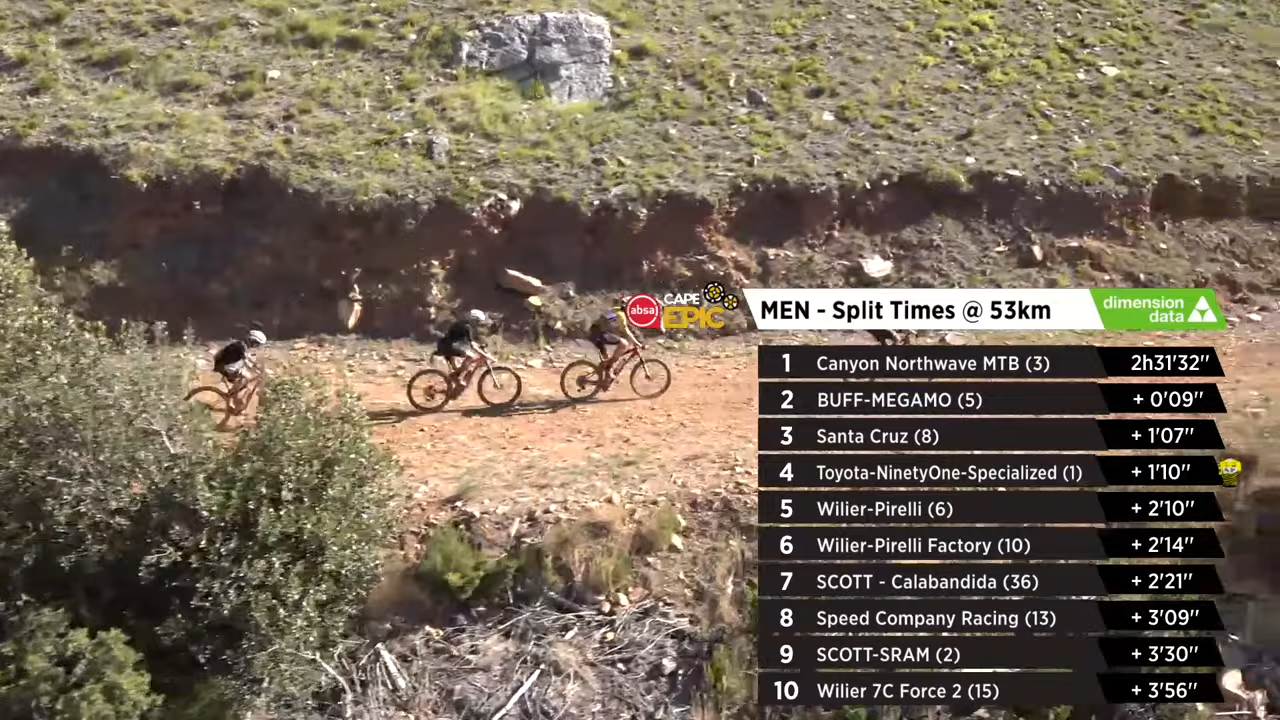 absa CAPE EPIC
MEN - Split Times @ 53km
dimension data
1 Canyon Northwave MTB (3) 2h31'32''
2 BUFF-MEGAMO (5) + 0'09''
3 Santa Cruz (8) + 1'07''
4 Toyota-NinetyOne-Specialized (1) + 1'10''
5 Wilier-Pirelli (6) + 2'10''
6 Wilier-Pirelli Factory (10) + 2'14''
7 SCOTT - Calabandida (36) + 2'21''
8 Speed Company Racing (13) + 3'09''
9 SCOTT-SRAM (2) + 3'30''
10 Wilier 7C Force 2 (15) + 3'56''